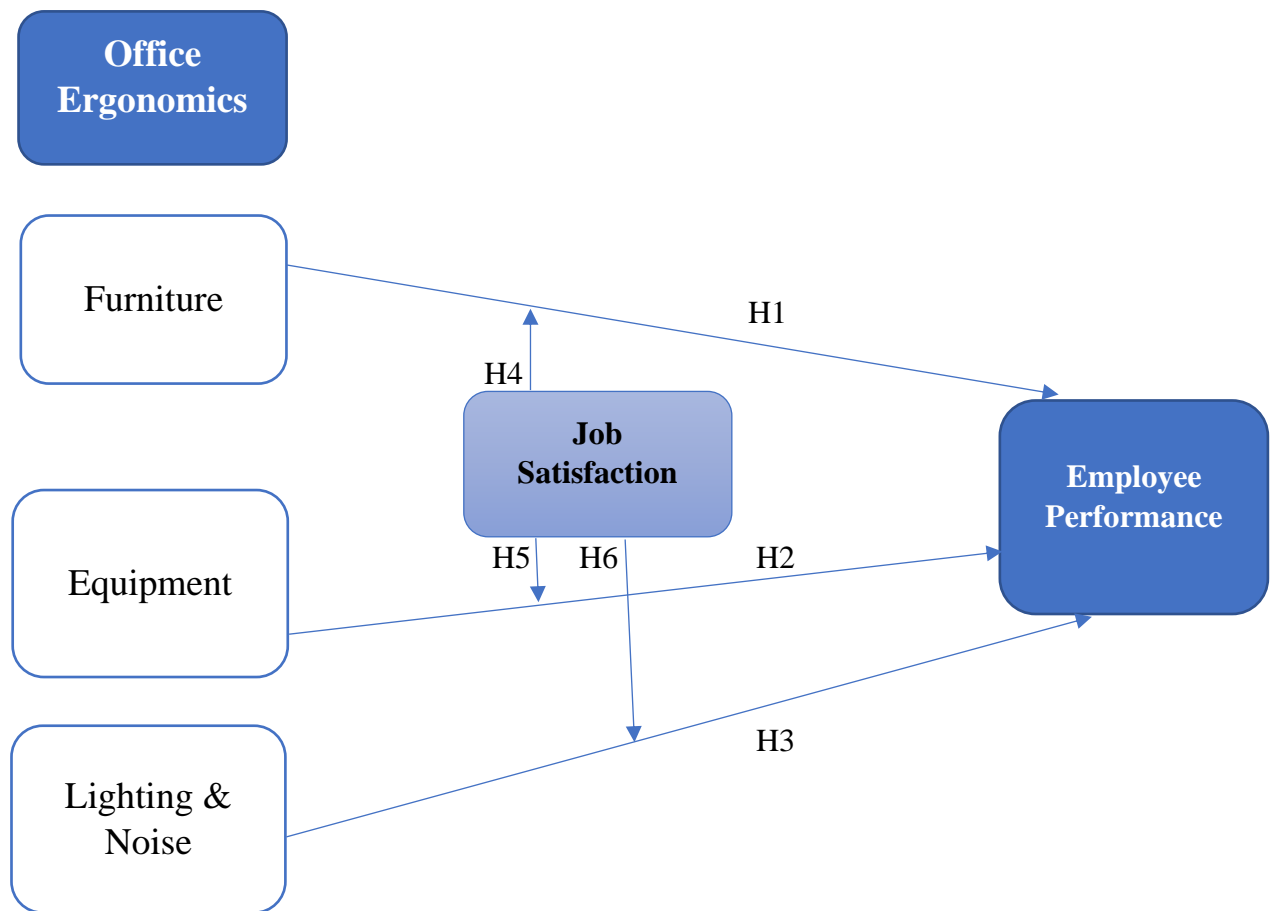 Office
Ergonomics
Furniture
H1
H4
Job
Satisfaction
Employee
Performance
H5
H6
H2
Equipment
H3
Lighting &
Noise